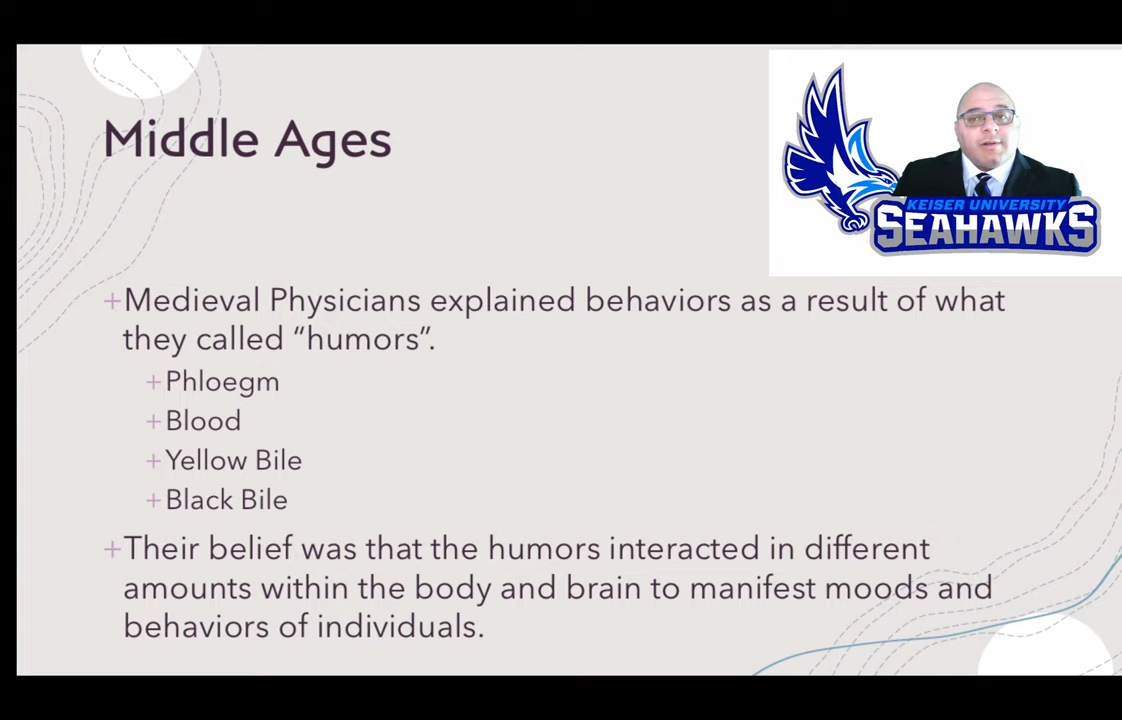 Middle Ages
KEISER UNIVERSITY
SEAHAWKS
+Medieval Physicians explained behaviors as a result of what
they called “humors”.
+Phloegm
+Blood
+Yellow Bile
+Black Bile
+Their belief was that the humors interacted in different
amounts within the body and brain to manifest moods and
behaviors of individuals.